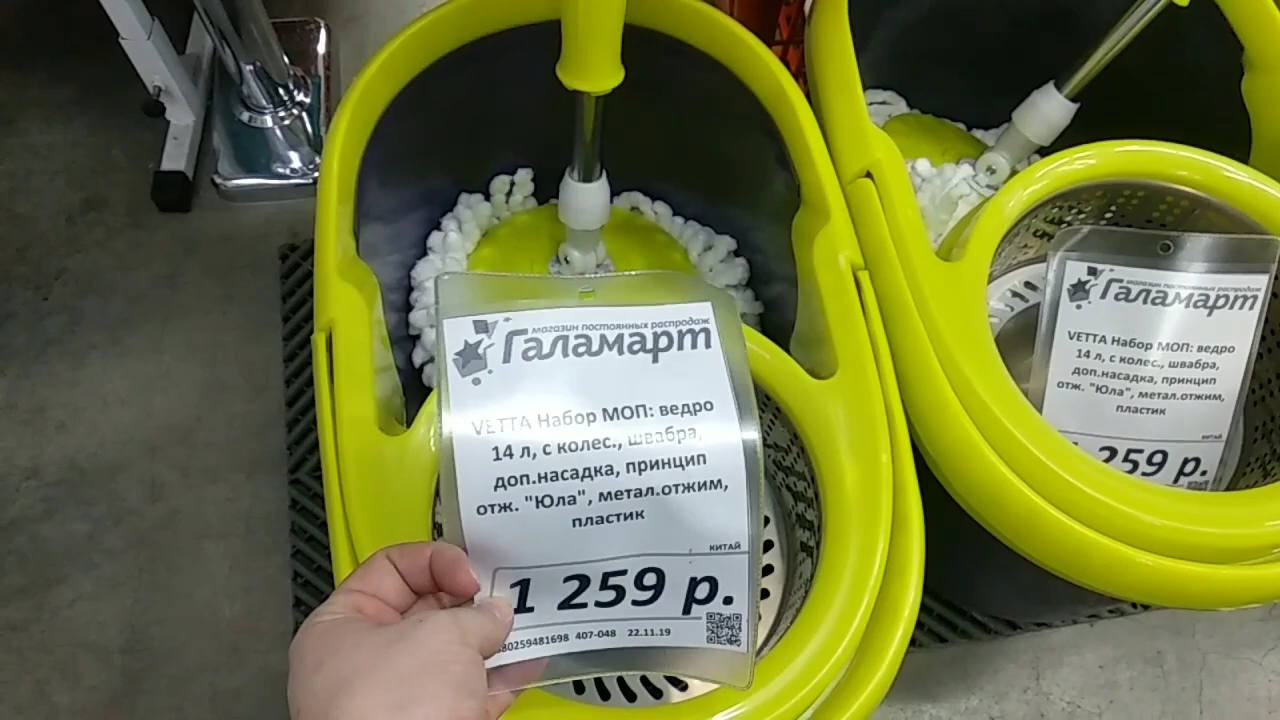 магазин постоянных распродаж
Галамарт
VETTA Набор МОП: ведро
14 л, с колес., швабра,
доп.насадка, принцип
отж. "Юла", метал.отжим,
пластик
КИТАЙ
1 259 р.
80259481698 407-048 22.11.19
магазин постоянных распродаж
Галамарт
VETTA Набор МОП: ведро
14 л, с колес., швабра,
доп.насадка, принцип
отж. "Юла", метал.отжим,
пластик
КИТАЙ
259 р.